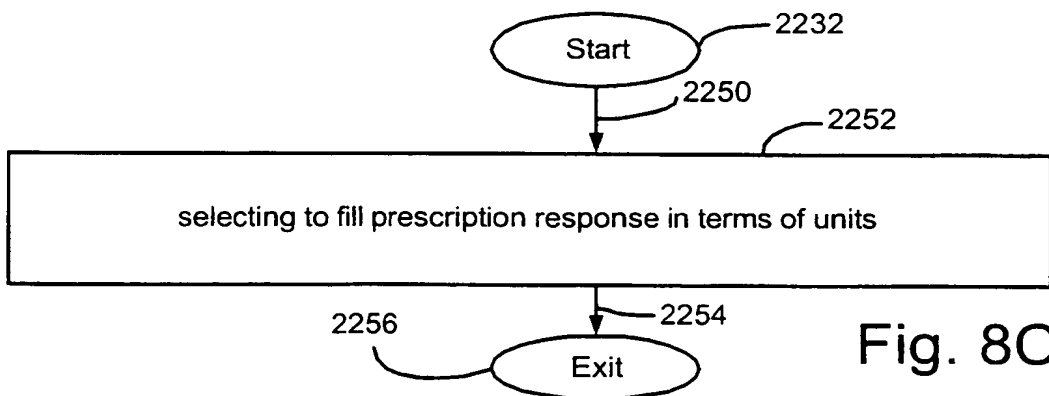 2232
Start
2250
2252
selecting to fill prescription response in terms of units
2256
2254
Exit
Fig. 8C